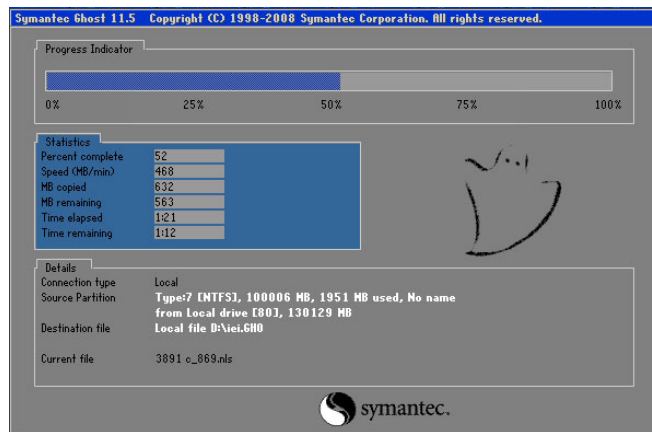 Symantec Ghost 11.5 Copyright (C) 1998-2008 Symantec Corporation. All rights reserved.
Progress Indicator
0% 25% 50% 75% 100%
Statistics
Percent complete 52
Speed (MB/min) 468
MB copied 632
MB remaining 563
Time elapsed 1:21
Time remaining 1:12
Details
Connection type Local
Source Partition Type:7 [NTFS], 100006 MB, 1951 MB used, No name
from Local drive [80], 130129 MB
Destination file Local file D:\iei.GHO
Current file 3891 c_869.nls
symantec.